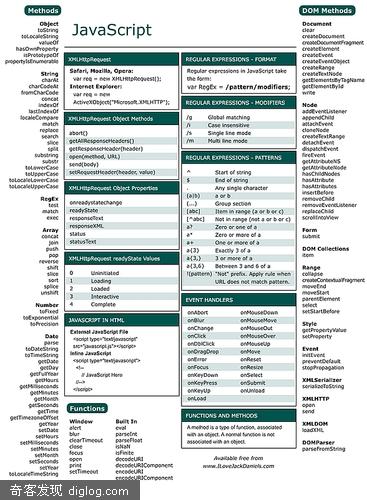 Methods
Object
toString
toLocaleString
valueOf
hasOwnProperty
isPrototypeOf
propertyIsEnumerable
String
charAt
charCodeAt
fromCharCode
concat
indexOf
lastIndexOf
localeCompare
match
replace
search
slice
split
substring
substr
toLowerCase
toUpperCase
toLocaleLowerCase
toLocaleUpperCase
RegEx
test
match
exec
Array
concat
join
push
pop
reverse
shift
slice
sort
splice
unshift
Number
toFixed
toExponential
toPrecision
Date
parse
toDateString
toTimeString
getDate
getDay
getFullYear
getHours
getMilliseconds
getMinutes
getMonth
getSeconds
getTime
getTimezoneOffset
getYear
setDate
setHours
setMilliseconds
setMinutes
setMonth
setSeconds
setYear
toLocaleTimeString
JavaScript
XMLHttpRequest
Safari, Mozilla, Opera:
var req = new XMLHttpRequest();
Internet Explorer:
var req = new
ActiveXObject("Microsoft.XMLHTTP");
XMLHttpRequest Object Methods
abort()
getAllResponseHeaders()
getResponseHeader(header)
open(method, URL)
send(body)
setRequestHeader(header, value)
XMLHttpRequest Object Properties
onreadystatechange
readyState
responseText
responseXML
status
statusText
XMLHttpRequest readyState Values
0 Uninitiated
1 Loading
2 Loaded
3 Interactive
4 Complete
JAVASCRIPT IN HTML
External JavaScript File
<script type="text/javascript"
src="javascript.js"></script>
Inline JavaScript
<script type="text/javascript">
<!--
// JavaScript Here
//-->
</script>
Functions
Window
alert
blur
clearTimeout
close
focus
open
print
setTimeout
Built In
eval
parseInt
parseFloat
isNaN
isFinite
decodeURI
decodeURIComponent
encodeURI
encodeURIComponent
escape
unescape
REGULAR EXPRESSIONS - FORMAT
Regular expressions in JavaScript take
the form:
var RegEx = /pattern/modifiers;
REGULAR EXPRESSIONS - MODIFIERS
/g Global matching
/i Case insensitive
/s Single line mode
/m Multi line mode
REGULAR EXPRESSIONS - PATTERNS
^ Start of string
$ End of string
. Any single character
(a|b) a or b
(...) Group section
[abc] Item in range (a or b or c)
[^abc] Not in range (not a or b or c)
a? Zero or one of a
a* Zero or more of a
a+ One or more of a
a{3} Exactly 3 of a
a{3,} 3 or more of a
a{3,6} Between 3 and 6 of a
!(pattern) "Not" prefix. Apply rule when
URL does not match pattern.
EVENT HANDLERS
onAbort onMouseDown
onBlur onMouseMove
onChange onMouseOut
onClick onMouseOver
onDblClick onMouseUp
onDragDrop onMove
onError onReset
onFocus onResize
onKeyDown onSelect
onKeyPress onSubmit
onKeyUp onUnload
onLoad
FUNCTIONS AND METHODS
A method is a type of function, associated
with an object. A normal function is not
associated with an object.
Available free from
www.ILoveJackDaniels.com
DOM Methods
Document
clear
createDocument
createDocumentFragment
createElement
createEvent
createEventObject
createRange
createTextNode
getElementsByTagName
getElementById
write
Node
addEventListener
appendChild
attachEvent
cloneNode
createTextRange
detachEvent
dispatchEvent
fireEvent
getAttributeNS
getAttributeNode
hasChildNodes
hasAttribute
hasAttributes
insertBefore
removeChild
removeEventListener
replaceChild
scrollIntoView
Form
submit
DOM Collections
item
Range
collapse
createContextualFragment
moveEnd
moveStart
parentElement
select
setStartBefore
Style
getPropertyValue
setProperty
Event
initEvent
preventDefault
stopPropagation
XMLSerializer
serializeToString
XMLHTTP
open
send
XMLDOM
loadXML
DOMParser
parseFromString
奇客发现 diglog.com